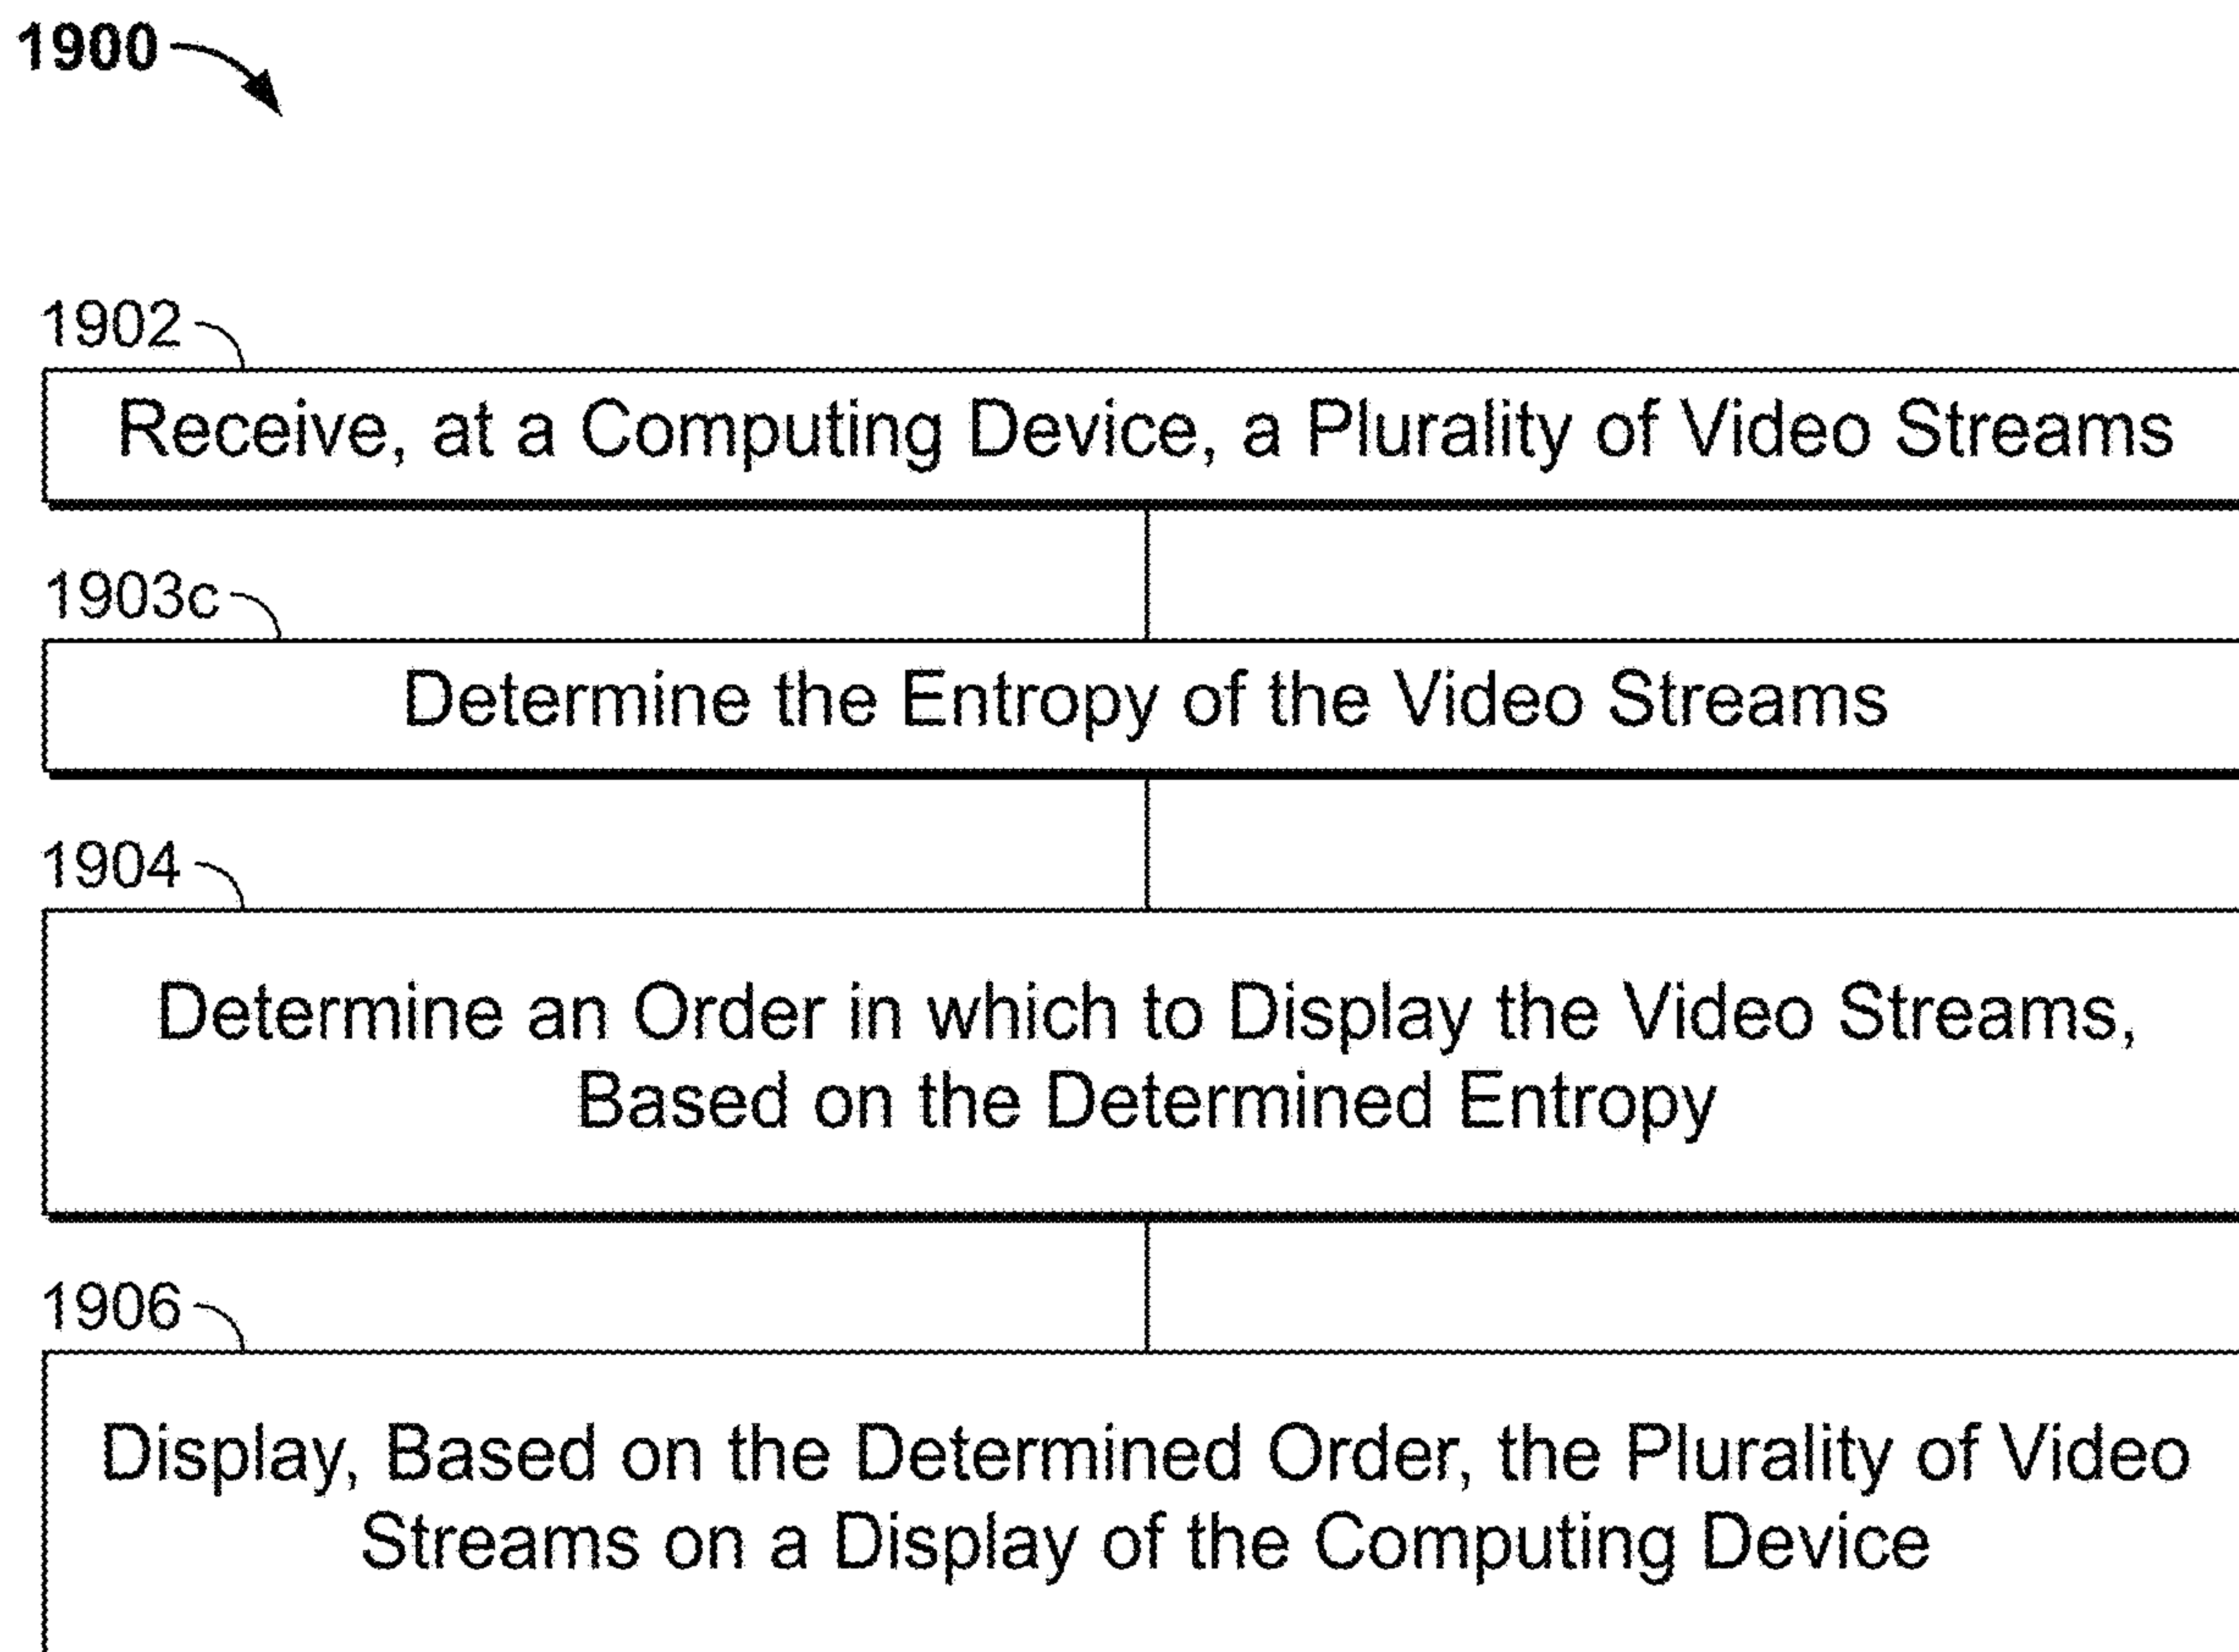 1900
1902
Receive, at a Computing Device, a Plurality of Video Streams
1903c
Determine the Entropy of the Video Streams
1904
Determine an Order in which to Display the Video Streams,
Based on the Determined Entropy
1906
Display, Based on the Determined Order, the Plurality of Video
Streams on a Display of the Computing Device